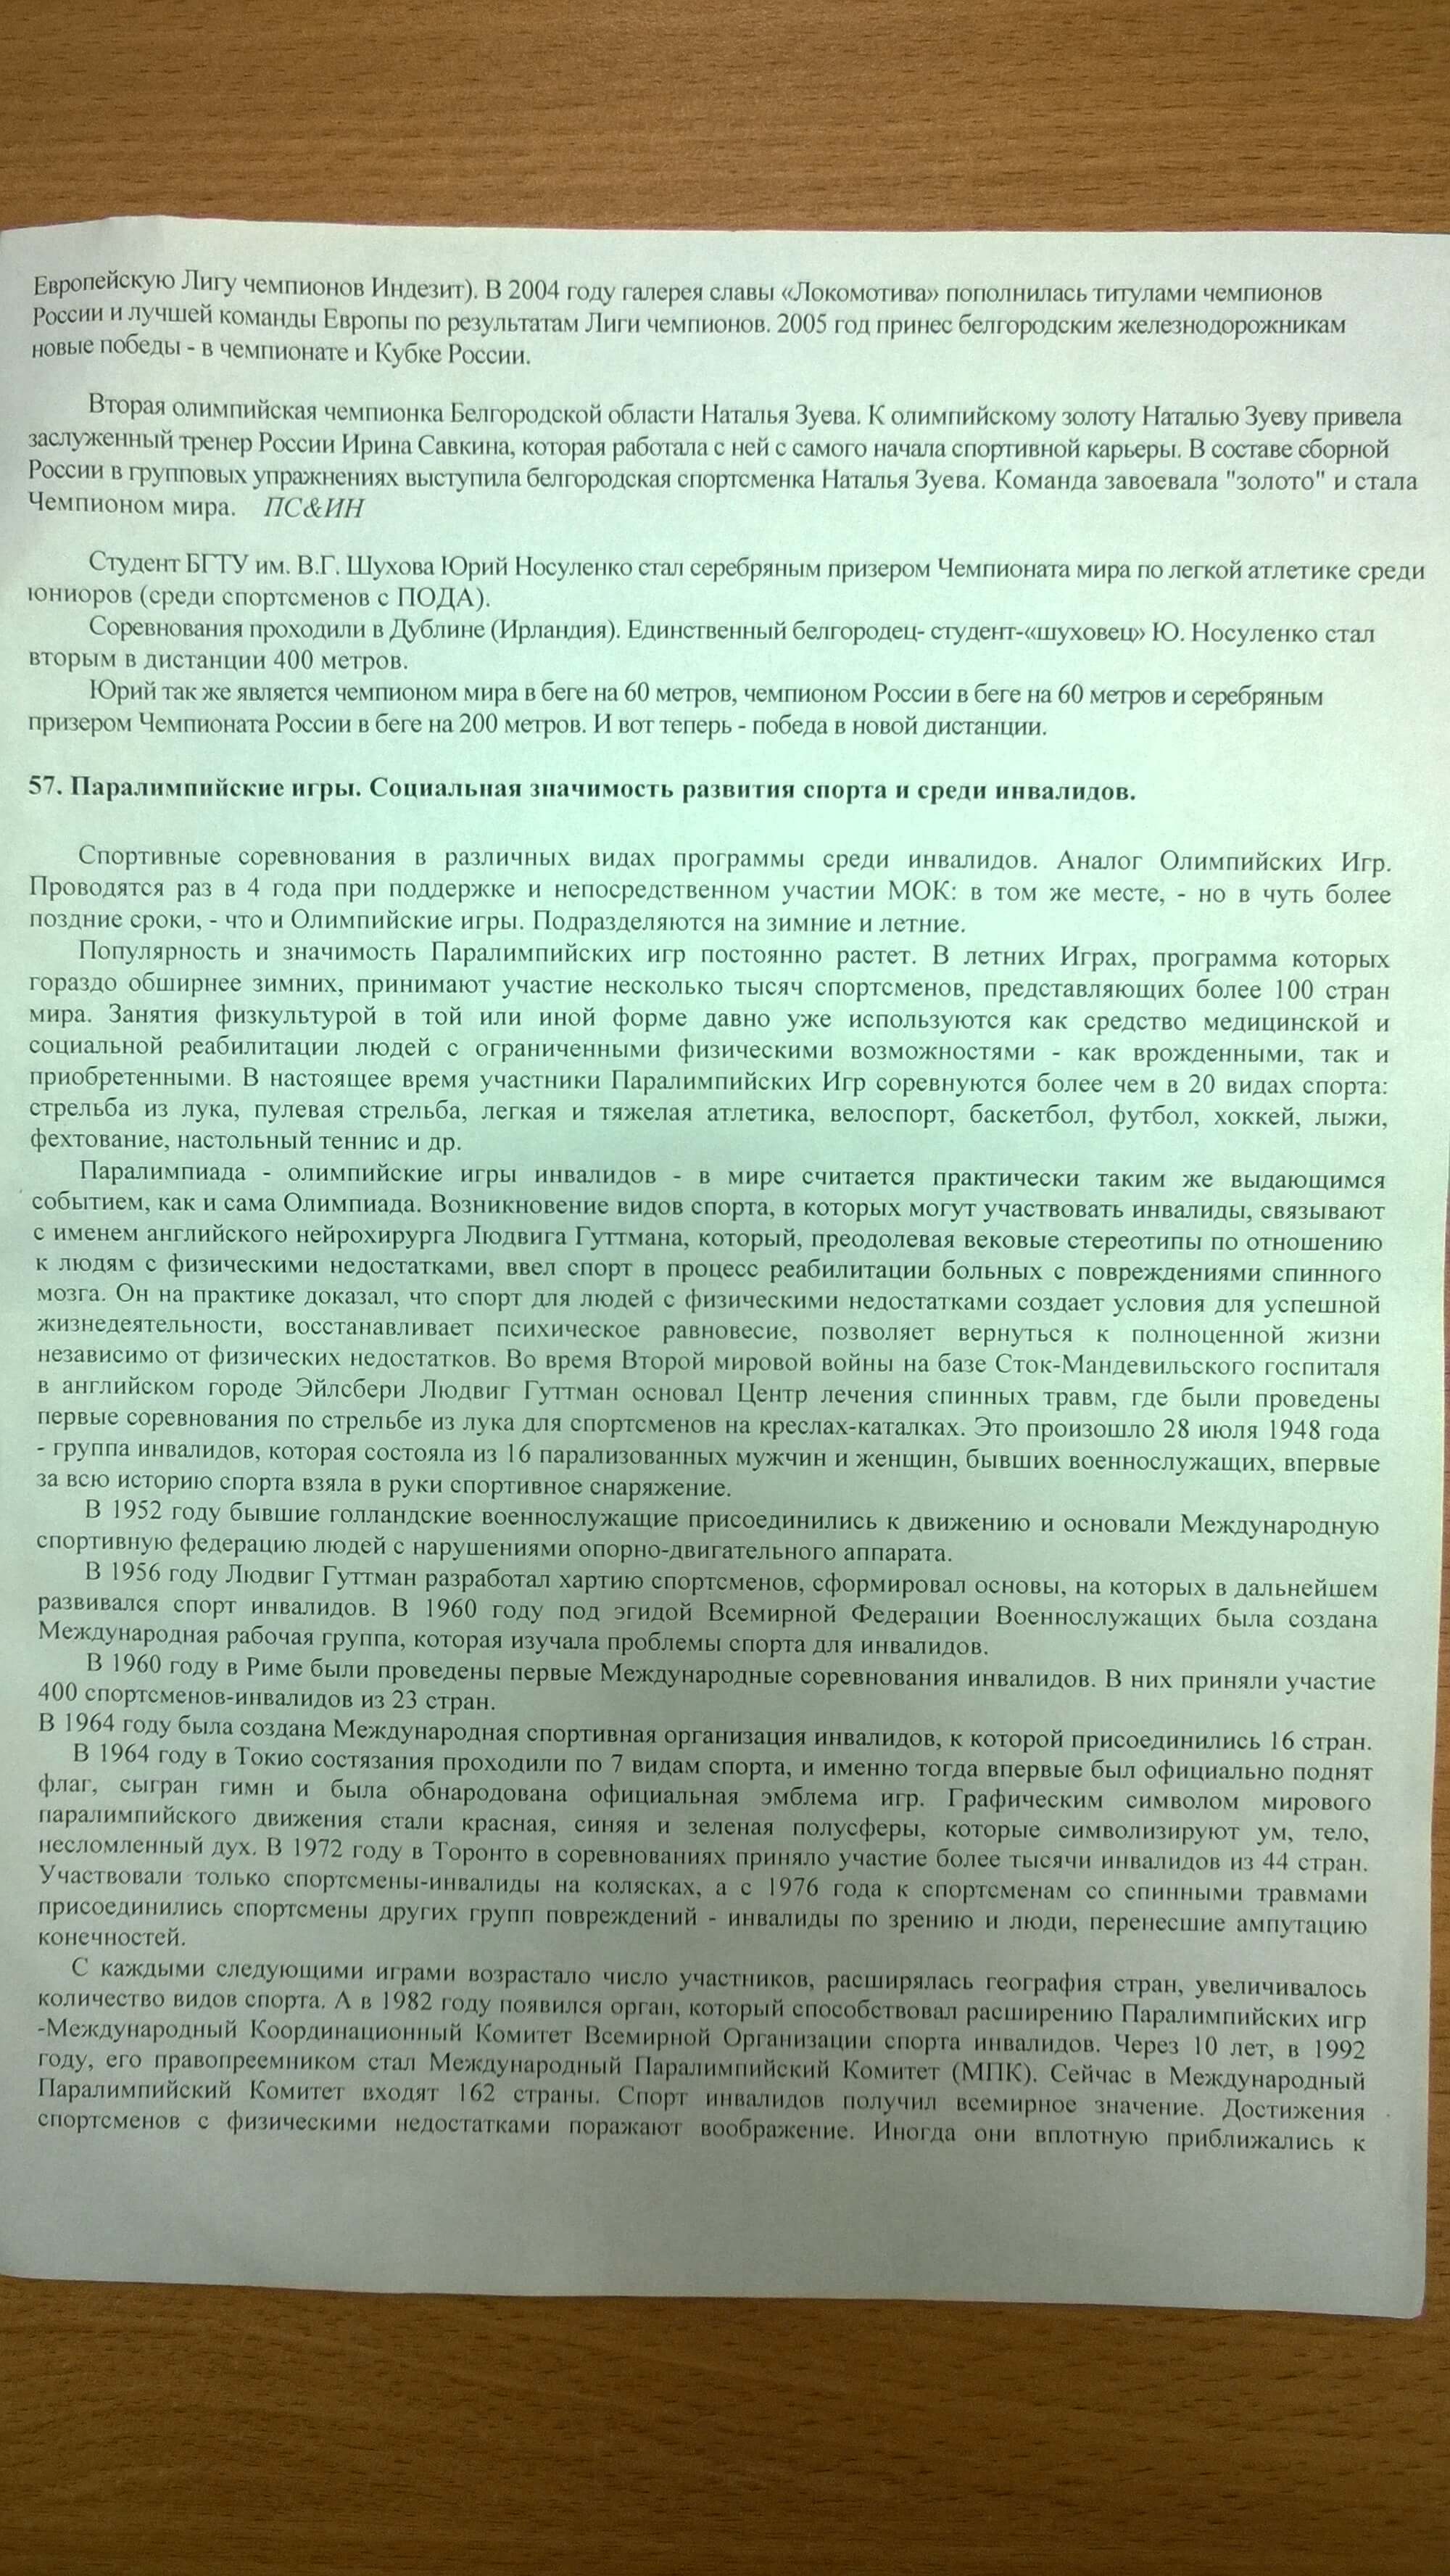 Европейскую Лигу чемпионов Индезит). В 2004 году галерея славы «Локомотива» пополнилась титулами чемпионов
России и лучшей команды Европы по результатам Лиги чемпионов. 2005 год принес белгородским железнодорожникам
новые победы - в чемпионате и Кубке России.
Вторая олимпийская чемпионка Белгородской области Наталья Зуева. К олимпийскому золоту Наталью Зуеву привела
заслуженный тренер России Ирина Савкина, которая работала с ней с самого начала спортивной карьеры. В составе сборной
России в групповых упражнениях выступила белгородская спортсменка Наталья Зуева. Команда завоевала "золото" и стала
Чемпионом мира. ПС&ИН
Студент БГТУ им. В.Г. Шухова Юрий Носуленко стал серебряным призером Чемпионата мира по легкой атлетике среди
юниоров (среди спортсменов с ПОДА).
Соревнования проходили в Дублине (Ирландия). Единственный белгородец- студент-«шуховец» Ю. Носуленко стал
вторым в дистанции 400 метров.
Юрий так же является чемпионом мира в беге на 60 метров, чемпионом России в беге на 60 метров и серебряным
призером Чемпионата России в беге на 200 метров. И вот теперь - победа в новой дистанции.
57. Паралимпийские игры. Социальная значимость развития спорта и среди инвалидов.
Спортивные соревнования в различных видах программы среди инвалидов. Аналог Олимпийских Игр.
Проводятся раз в 4 года при поддержке и непосредственном участии МОК: в том же месте, - но в чуть более
поздние сроки, - что и Олимпийские игры. Подразделяются на зимние и летние.
Популярность и значимость Паралимпийских игр постоянно растет. В летних Играх, программа которых
гораздо обширнее зимних, принимают участие несколько тысяч спортсменов, представляющих более 100 стран
мира. Занятия физкультурой в той или иной форме давно уже используются как средство медицинской и
социальной реабилитации людей с ограниченными физическими возможностями - как врожденными, так и
приобретенными. В настоящее время участники Паралимпийских Игр соревнуются более чем в 20 видах спорта:
стрельба из лука, пулевая стрельба, легкая и тяжелая атлетика, велоспорт, баскетбол, футбол, хоккей, лыжи,
фехтование, настольный теннис и др.
Паралимпиада - олимпийские игры инвалидов - в мире считается практически таким же выдающимся
событием, как и сама Олимпиада. Возникновение видов спорта, в которых могут участвовать инвалиды, связывают
с именем английского нейрохирурга Людвига Гуттмана, который, преодолевая вековые стереотипы по отношению
к людям с физическими недостатками, ввел спорт в процесс реабилитации больных с повреждениями спинного
мозга. Он на практике доказал, что спорт для людей с физическими недостатками создает условия для успешной
жизнедеятельности, восстанавливает психическое равновесие, позволяет вернуться к полноценной жизни
независимо от физических недостатков. Во время Второй мировой войны на базе Сток-Мандевильского госпиталя
в английском городе Эйлсбери Людвиг Гуттман основал Центр лечения спинных травм, где были проведены
первые соревнования по стрельбе из лука для спортсменов на креслах-каталках. Это произошло 28 июля 1948 года
- группа инвалидов, которая состояла из 16 парализованных мужчин и женщин, бывших военнослужащих, впервые
за всю историю спорта взяла в руки спортивное снаряжение.
В 1952 году бывшие голландские военнослужащие присоединились к движению и основали Международную
спортивную федерацию людей с нарушениями опорно-двигательного аппарата.
В 1956 году Людвиг Гуттман разработал хартию спортсменов, сформировал основы, на которых в дальнейшем
развивался спорт инвалидов. В 1960 году под эгидой Всемирной Федерации Военнослужащих была создана
Международная рабочая группа, которая изучала проблемы спорта для инвалидов.
В 1960 году в Риме были проведены первые Международные соревнования инвалидов. В них приняли участие
400 спортсменов-инвалидов из 23 стран.
В 1964 году была создана Международная спортивная организация инвалидов, к которой присоединились 16 стран.
В 1964 году в Токио состязания проходили по 7 видам спорта, и именно тогда впервые был официально поднят
флаг, сыгран гимн и была обнародована официальная эмблема игр. Графическим символом мирового
паралимпийского движения стали красная, синяя и зеленая полусферы, которые символизируют ум, тело,
несломленный дух. В 1972 году в Торонто в соревнованиях приняло участие более тысячи инвалидов из 44 стран.
Участвовали только спортсмены-инвалиды на колясках, а с 1976 года к спортсменам со спинными травмами
присоединились спортсмены других групп повреждений - инвалиды по зрению и люди, перенесшие ампутацию
конечностей.
С каждыми следующими играми возрастало число участников, расширялась география стран, увеличивалось
количество видов спорта. А в 1982 году появился орган, который способствовал расширению Паралимпийских игр
-Международный Координационный Комитет Всемирной Организации спорта инвалидов. Через 10 лет, в 1992
году, его правопреемником стал Международный Паралимпийский Комитет (МПК). Сейчас в Международный
Паралимпийский Комитет входят 162 страны. Спорт инвалидов получил всемирное значение. Достижения
спортсменов с физическими недостатками поражают воображение. Иногда они вплотную приближались к